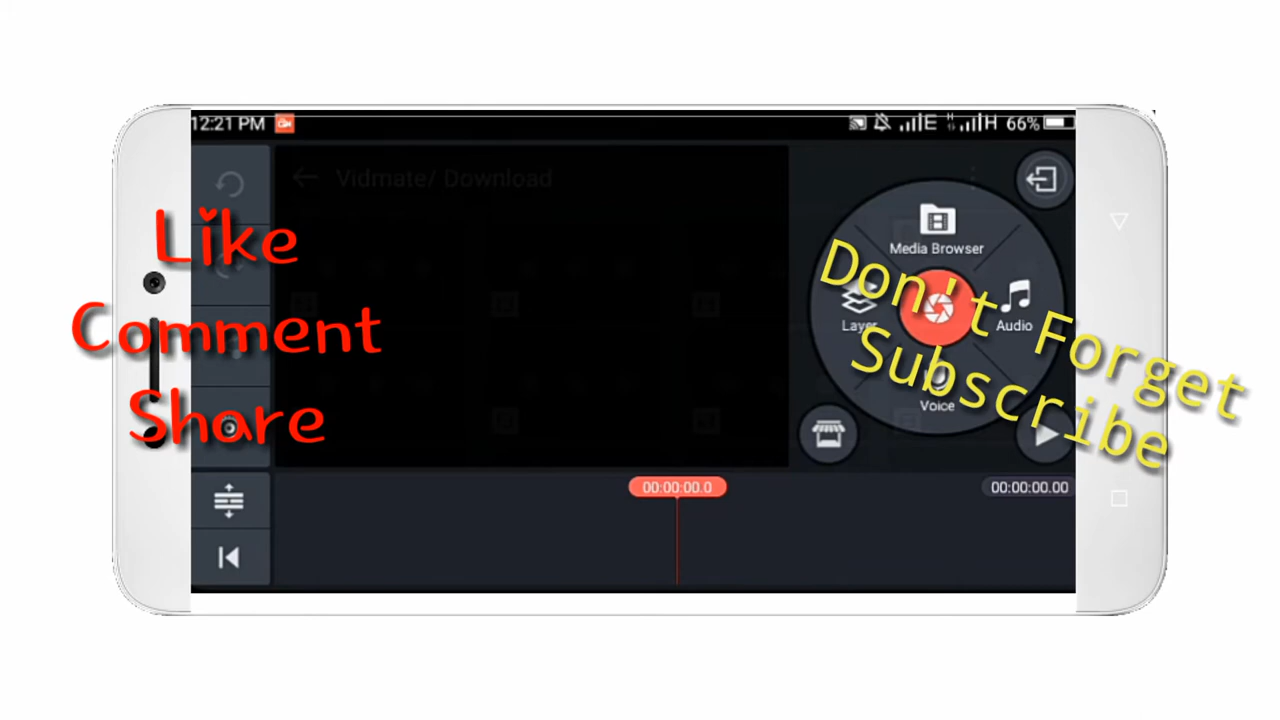 12:21 PM
E H 66%
Vidmate/ Download
Media Browser
Layer
Audio
Voice
Like
Comment
Share
Don't Forget
Subscribe
00:00:00.0
00:00:00.00